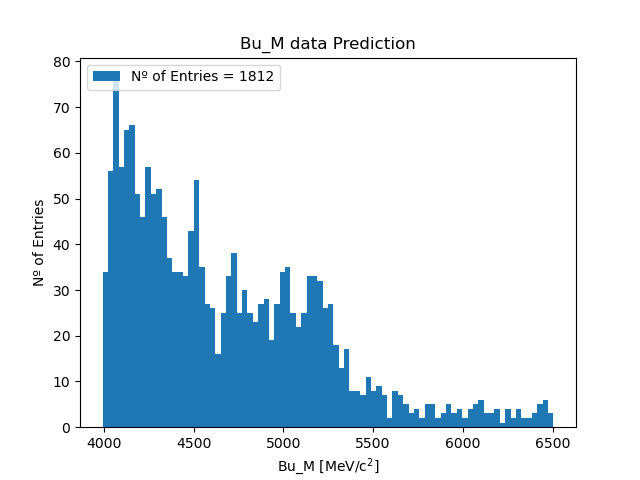 Bu_M data Prediction
Nº of Entries = 1812
Nº of Entries
80
70
60
50
40
30
20
10
0
4000 4500 5000 5500 6000 6500
Bu_M [MeV/c²]